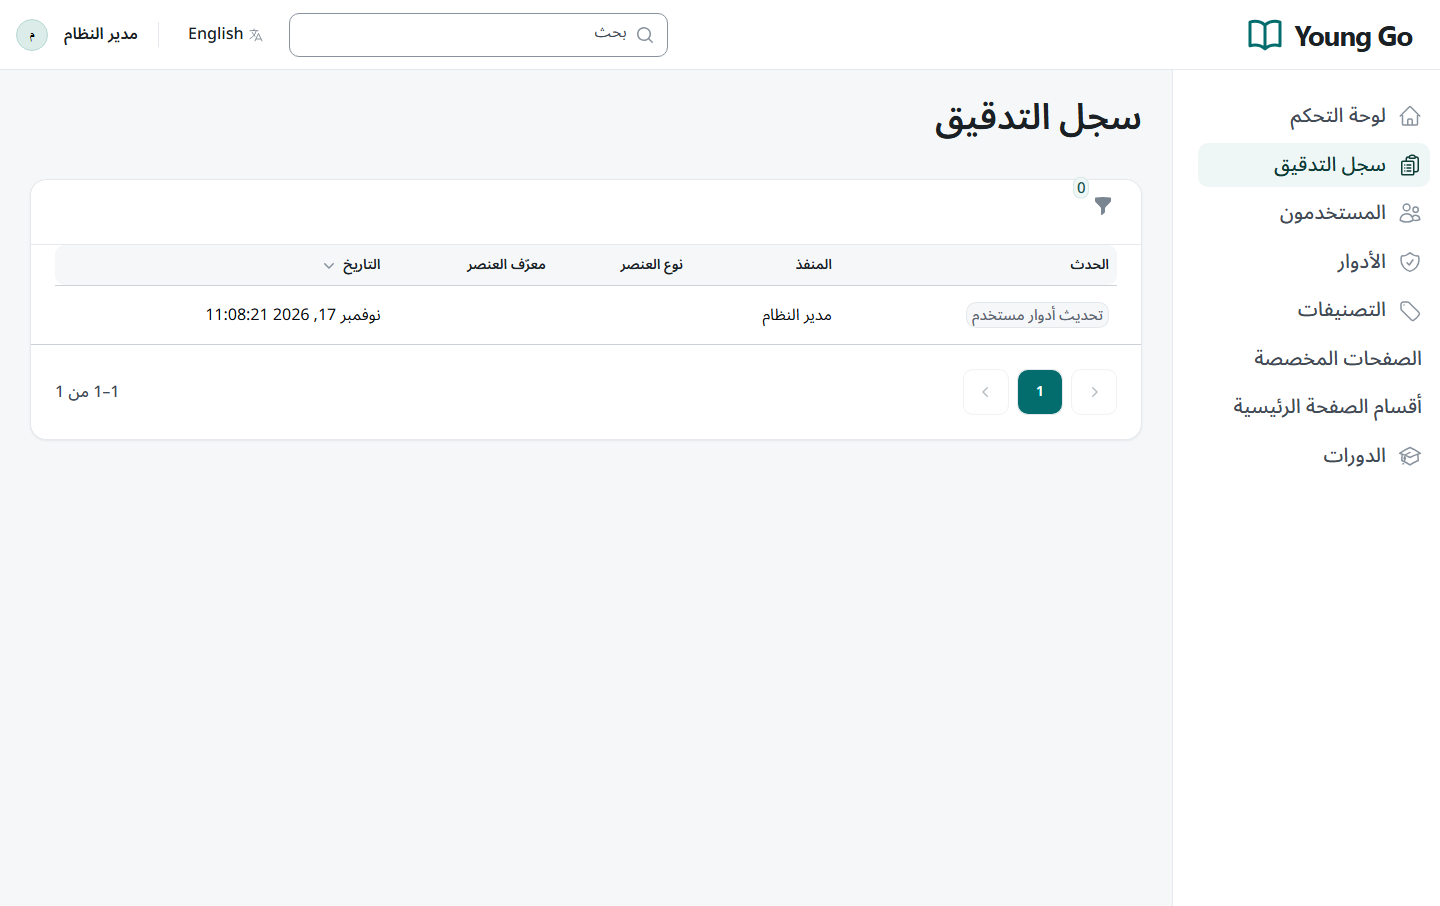 Young Go
بحث
English
مدير النظام
م
لوحة التحكم
سجل التدقيق
المستخدمون
الأدوار
التصنيفات
الصفحات المخصصة
أقسام الصفحة الرئيسية
الدورات
سجل التدقيق
0
الحدث المنفذ نوع العنصر معرّف العنصر التاريخ
تحديث أدوار مستخدم مدير النظام نوفمبر 17, 2026 11:08:21
1
1–1 من 1